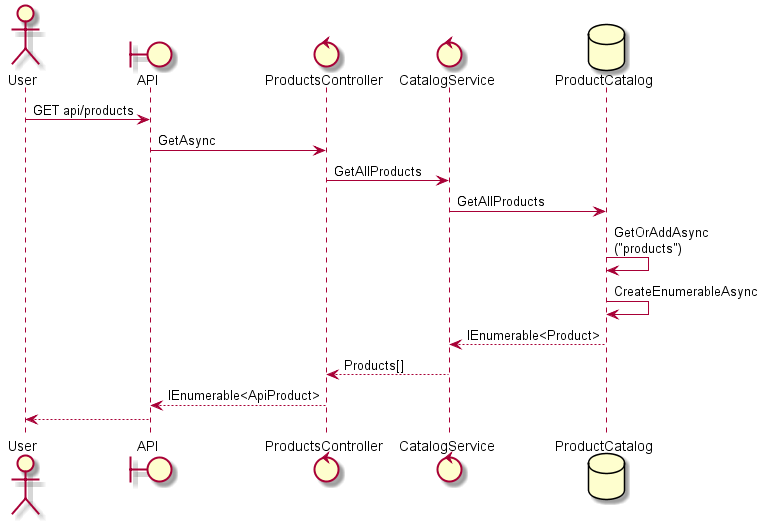 User
API
ProductsController
CatalogService
ProductCatalog
GET api/products
GetAsync
GetAllProducts
GetAllProducts
GetOrAddAsync
("products")
CreateEnumerableAsync
IEnumerable<Product>
Products[]
IEnumerable<ApiProduct>
User
API
ProductsController
CatalogService
ProductCatalog